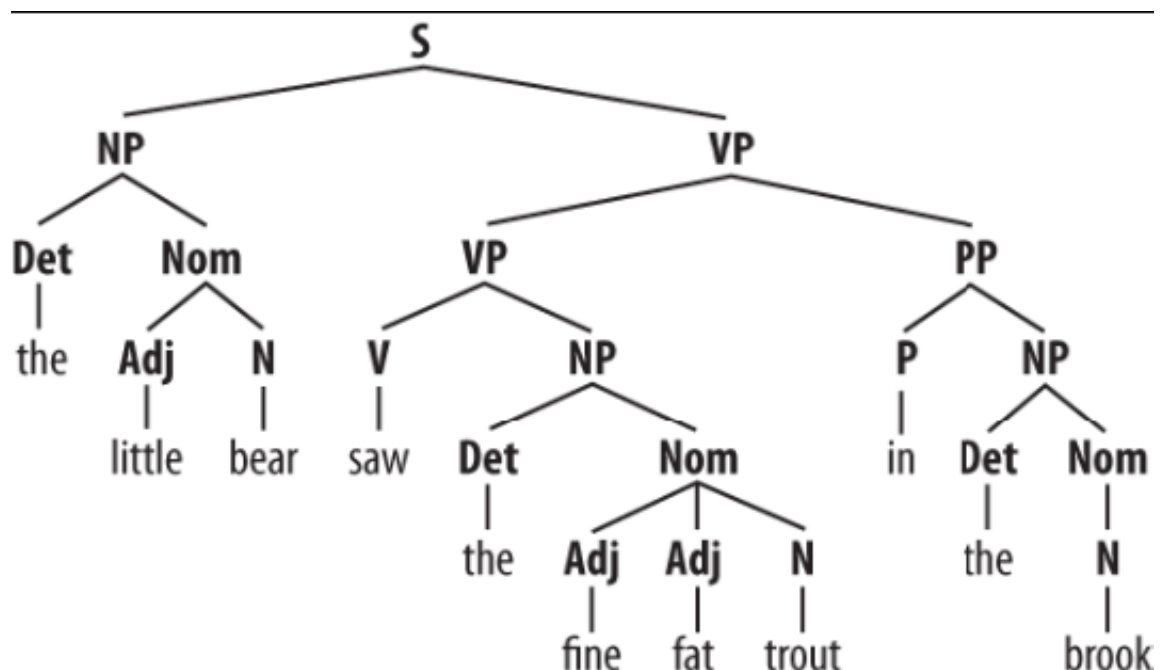 S
NP VP
Det Nom VP PP
the Adj N V NP P NP
little bear saw Det Nom in Det Nom
the Adj Adj N the N
fine fat trout brook